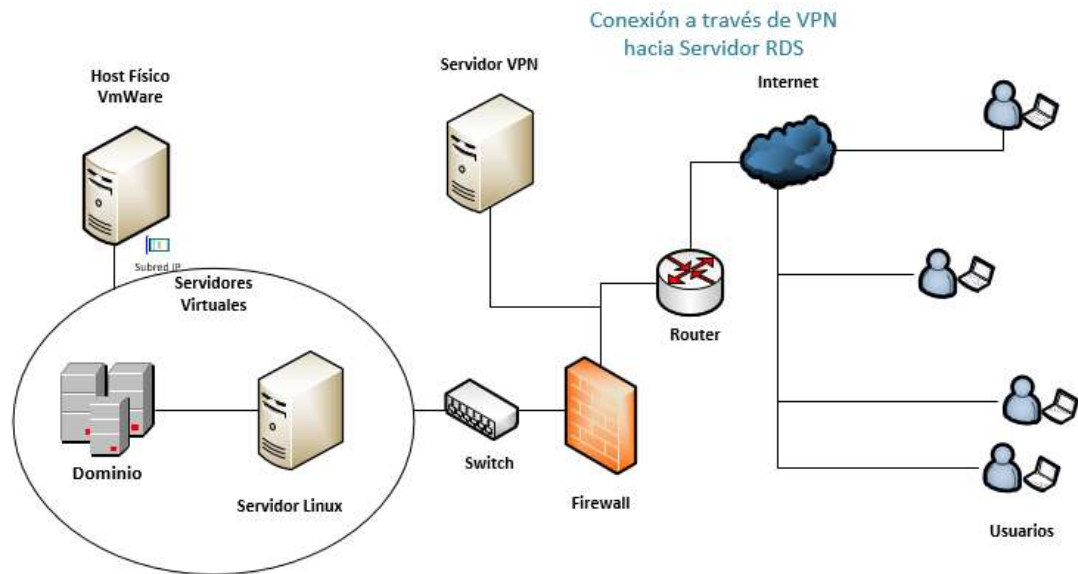 Conexión a través de VPN
hacia Servidor RDS
Host Físico
VmWare
Servidor VPN
Internet
Subred IP
Servidores
Virtuales
Router
Dominio
Servidor Linux
Switch
Firewall
Usuarios